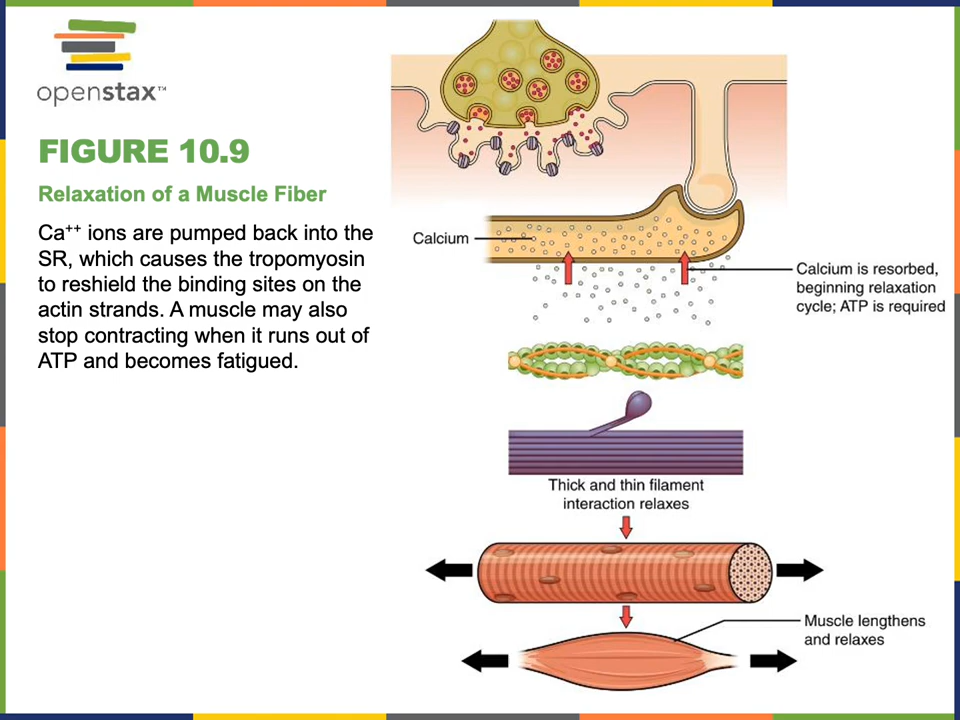 openstax™
FIGURE 10.9
Relaxation of a Muscle Fiber
Ca⁺⁺ ions are pumped back into the
SR, which causes the tropomyosin
to reshield the binding sites on the
actin strands. A muscle may also
stop contracting when it runs out of
ATP and becomes fatigued.
Calcium
Calcium is resorbed,
beginning relaxation
cycle; ATP is required
Thick and thin filament
interaction relaxes
Muscle lengthens
and relaxes